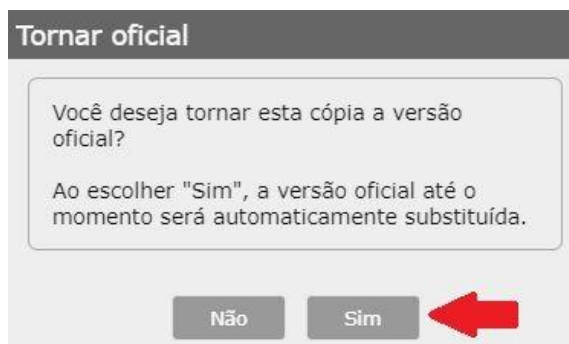 Tornar oficial
Você deseja tornar esta cópia a versão
oficial?
Ao escolher "Sim", a versão oficial até o
momento será automaticamente substituída.
Não
Sim